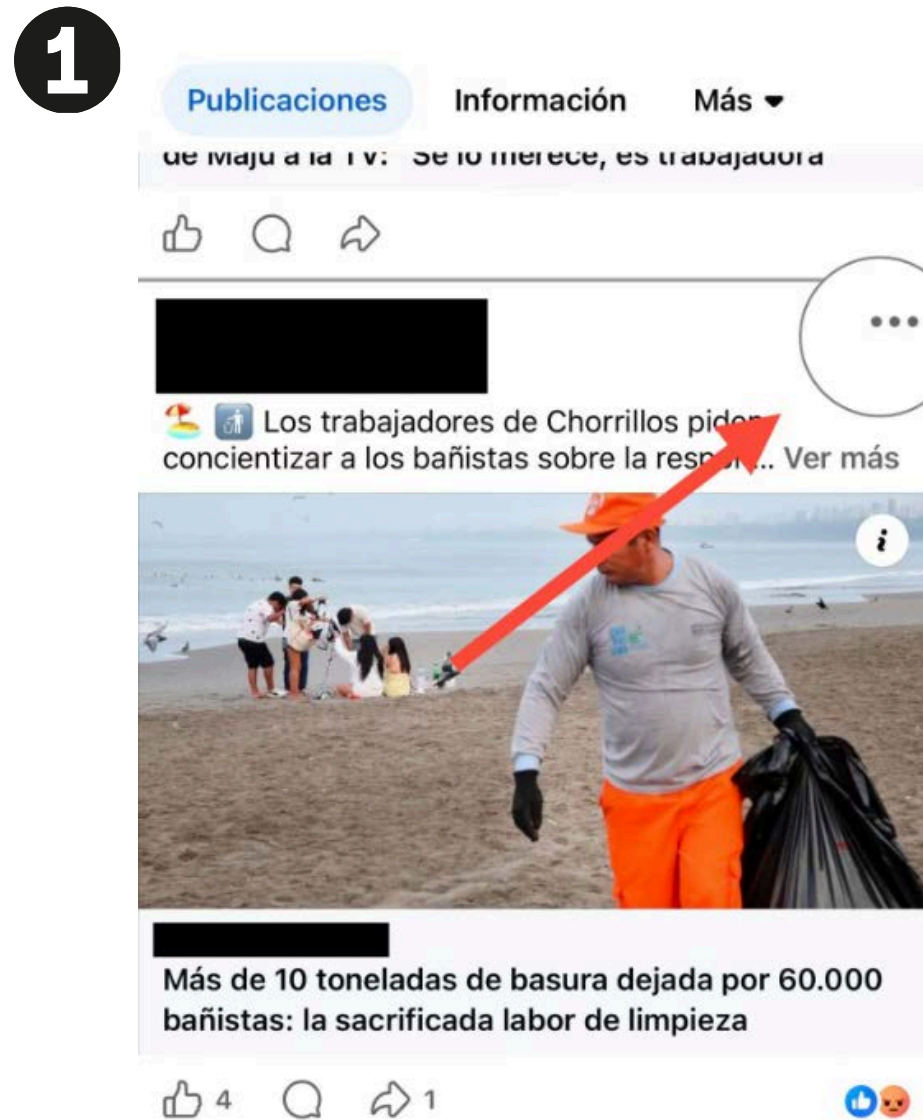 1
Publicaciones Información Más
de Maju a la TV: "Se lo merece, es trabajadora
Los trabajadores de Chorrillos piden
concientizar a los bañistas sobre la ... Ver más
i
Más de 10 toneladas de basura dejada por 60.000
bañistas: la sacrificada labor de limpieza
4 1